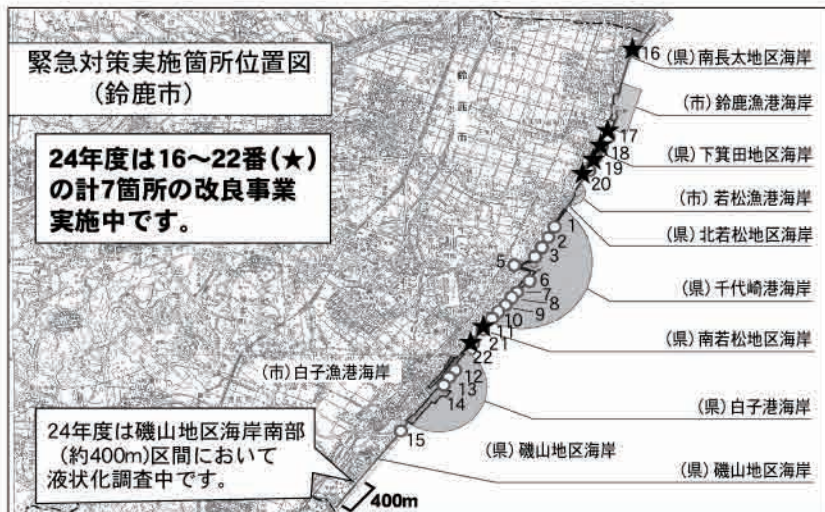 緊急対策実施箇所位置図
(鈴鹿市)
24年度は16～22番(★)
の計7箇所の改良事業
実施中です。
鈴鹿市
16
(県)南長太地区海岸
(市)鈴鹿漁港海岸
17
18
(県)下箕田地区海岸
19
20
(市)若松漁港海岸
1
(県)北若松地区海岸
2
3
5
6
(県)千代崎港海岸
7
8
9
10
11
(県)南若松地区海岸
21
22
(市)白子漁港海岸
12
13
14
(県)白子港海岸
15
(県)磯山地区海岸
(県)磯山地区海岸
24年度は磯山地区海岸南部
(約400m)区間において
液状化調査中です。
400m